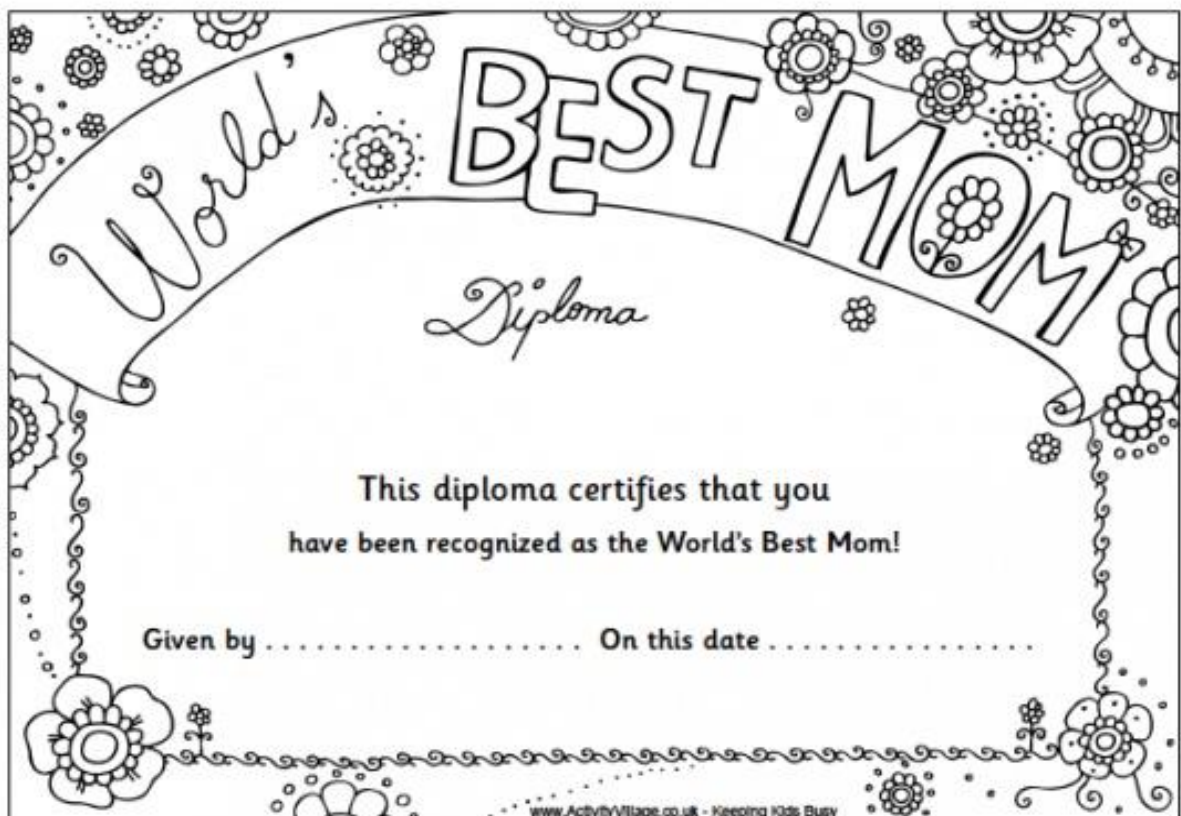 World's BEST MOM
Diploma
This diploma certifies that you
have been recognized as the World's Best Mom!
Given by ..................... On this date ..................
www.ActivityVillage.co.uk - Keeping Kids Busy